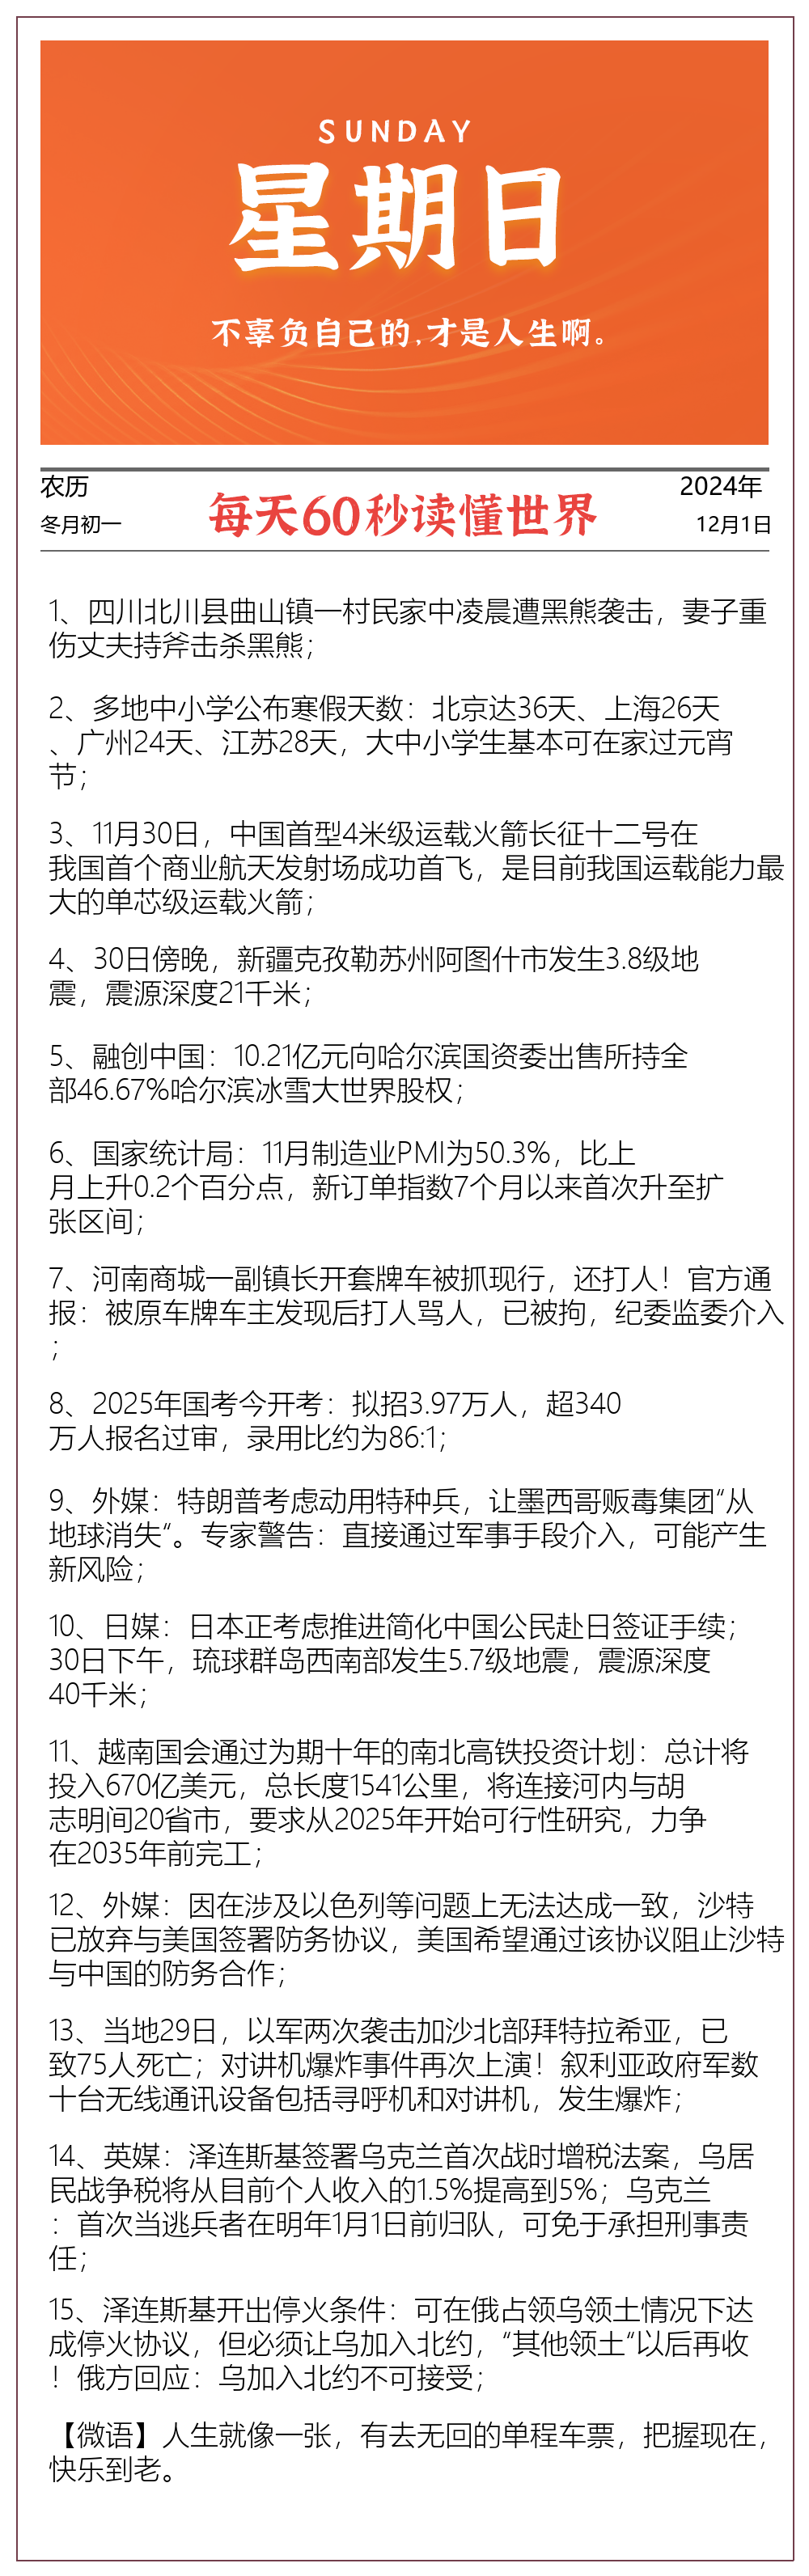 SUNDAY
星期日
不辜负自己的,才是人生啊。
农历
冬月初一
每天60秒读懂世界
2024年
12月1日
1、四川北川县曲山镇一村民家中凌晨遭黑熊袭击，妻子重
伤丈夫持斧击杀黑熊；
2、多地中小学公布寒假天数：北京达36天、上海26天
、广州24天、江苏28天，大中小学生基本可在家过元宵
节；
3、11月30日，中国首型4米级运载火箭长征十二号在
我国首个商业航天发射场成功首飞，是目前我国运载能力最
大的单芯级运载火箭；
4、30日傍晚，新疆克孜勒苏州阿图什市发生3.8级地
震，震源深度21千米；
5、融创中国：10.21亿元向哈尔滨国资委出售所持全
部46.67%哈尔滨冰雪大世界股权；
6、国家统计局：11月制造业PMI为50.3%，比上
月上升0.2个百分点，新订单指数7个月以来首次升至扩
张区间；
7、河南商城一副镇长开套牌车被抓现行，还打人！官方通
报：被原车牌车主发现后打人骂人，已被拘，纪委监委介入
；
8、2025年国考今开考：拟招3.97万人，超340
万人报名过审，录用比约为86:1；
9、外媒：特朗普考虑动用特种兵，让墨西哥贩毒集团“从
地球消失”。专家警告：直接通过军事手段介入，可能产生
新风险；
10、日媒：日本正考虑推进简化中国公民赴日签证手续；
30日下午，琉球群岛西南部发生5.7级地震，震源深度
40千米；
11、越南国会通过为期十年的南北高铁投资计划：总计将
投入670亿美元，总长度1541公里，将连接河内与胡
志明间20省市，要求从2025年开始可行性研究，力争
在2035年前完工；
12、外媒：因在涉及以色列等问题上无法达成一致，沙特
已放弃与美国签署防务协议，美国希望通过该协议阻止沙特
与中国的防务合作；
13、当地29日，以军两次袭击加沙北部拜特拉希亚，已
致75人死亡；对讲机爆炸事件再次上演！叙利亚政府军数
十台无线通讯设备包括寻呼机和对讲机，发生爆炸；
14、英媒：泽连斯基签署乌克兰首次战时增税法案，乌居
民战争税将从目前个人收入的1.5%提高到5%；乌克兰
：首次当逃兵者在明年1月1日前归队，可免于承担刑事责
任；
15、泽连斯基开出停火条件：可在俄占领乌领土情况下达
成停火协议，但必须让乌加入北约，“其他领土”以后再收
！俄方回应：乌加入北约不可接受；
【微语】人生就像一张，有去无回的单程车票，把握现在，
快乐到老。